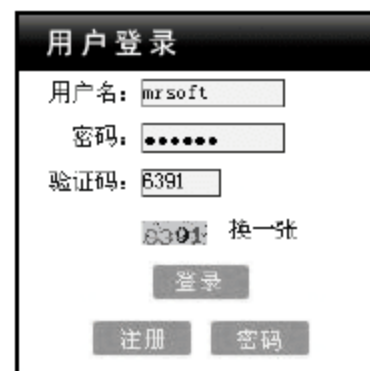 用户登录
用户名：mrsoft
密码：●●●●●●
验证码：6391
6391 换一张
登录
注册 密码